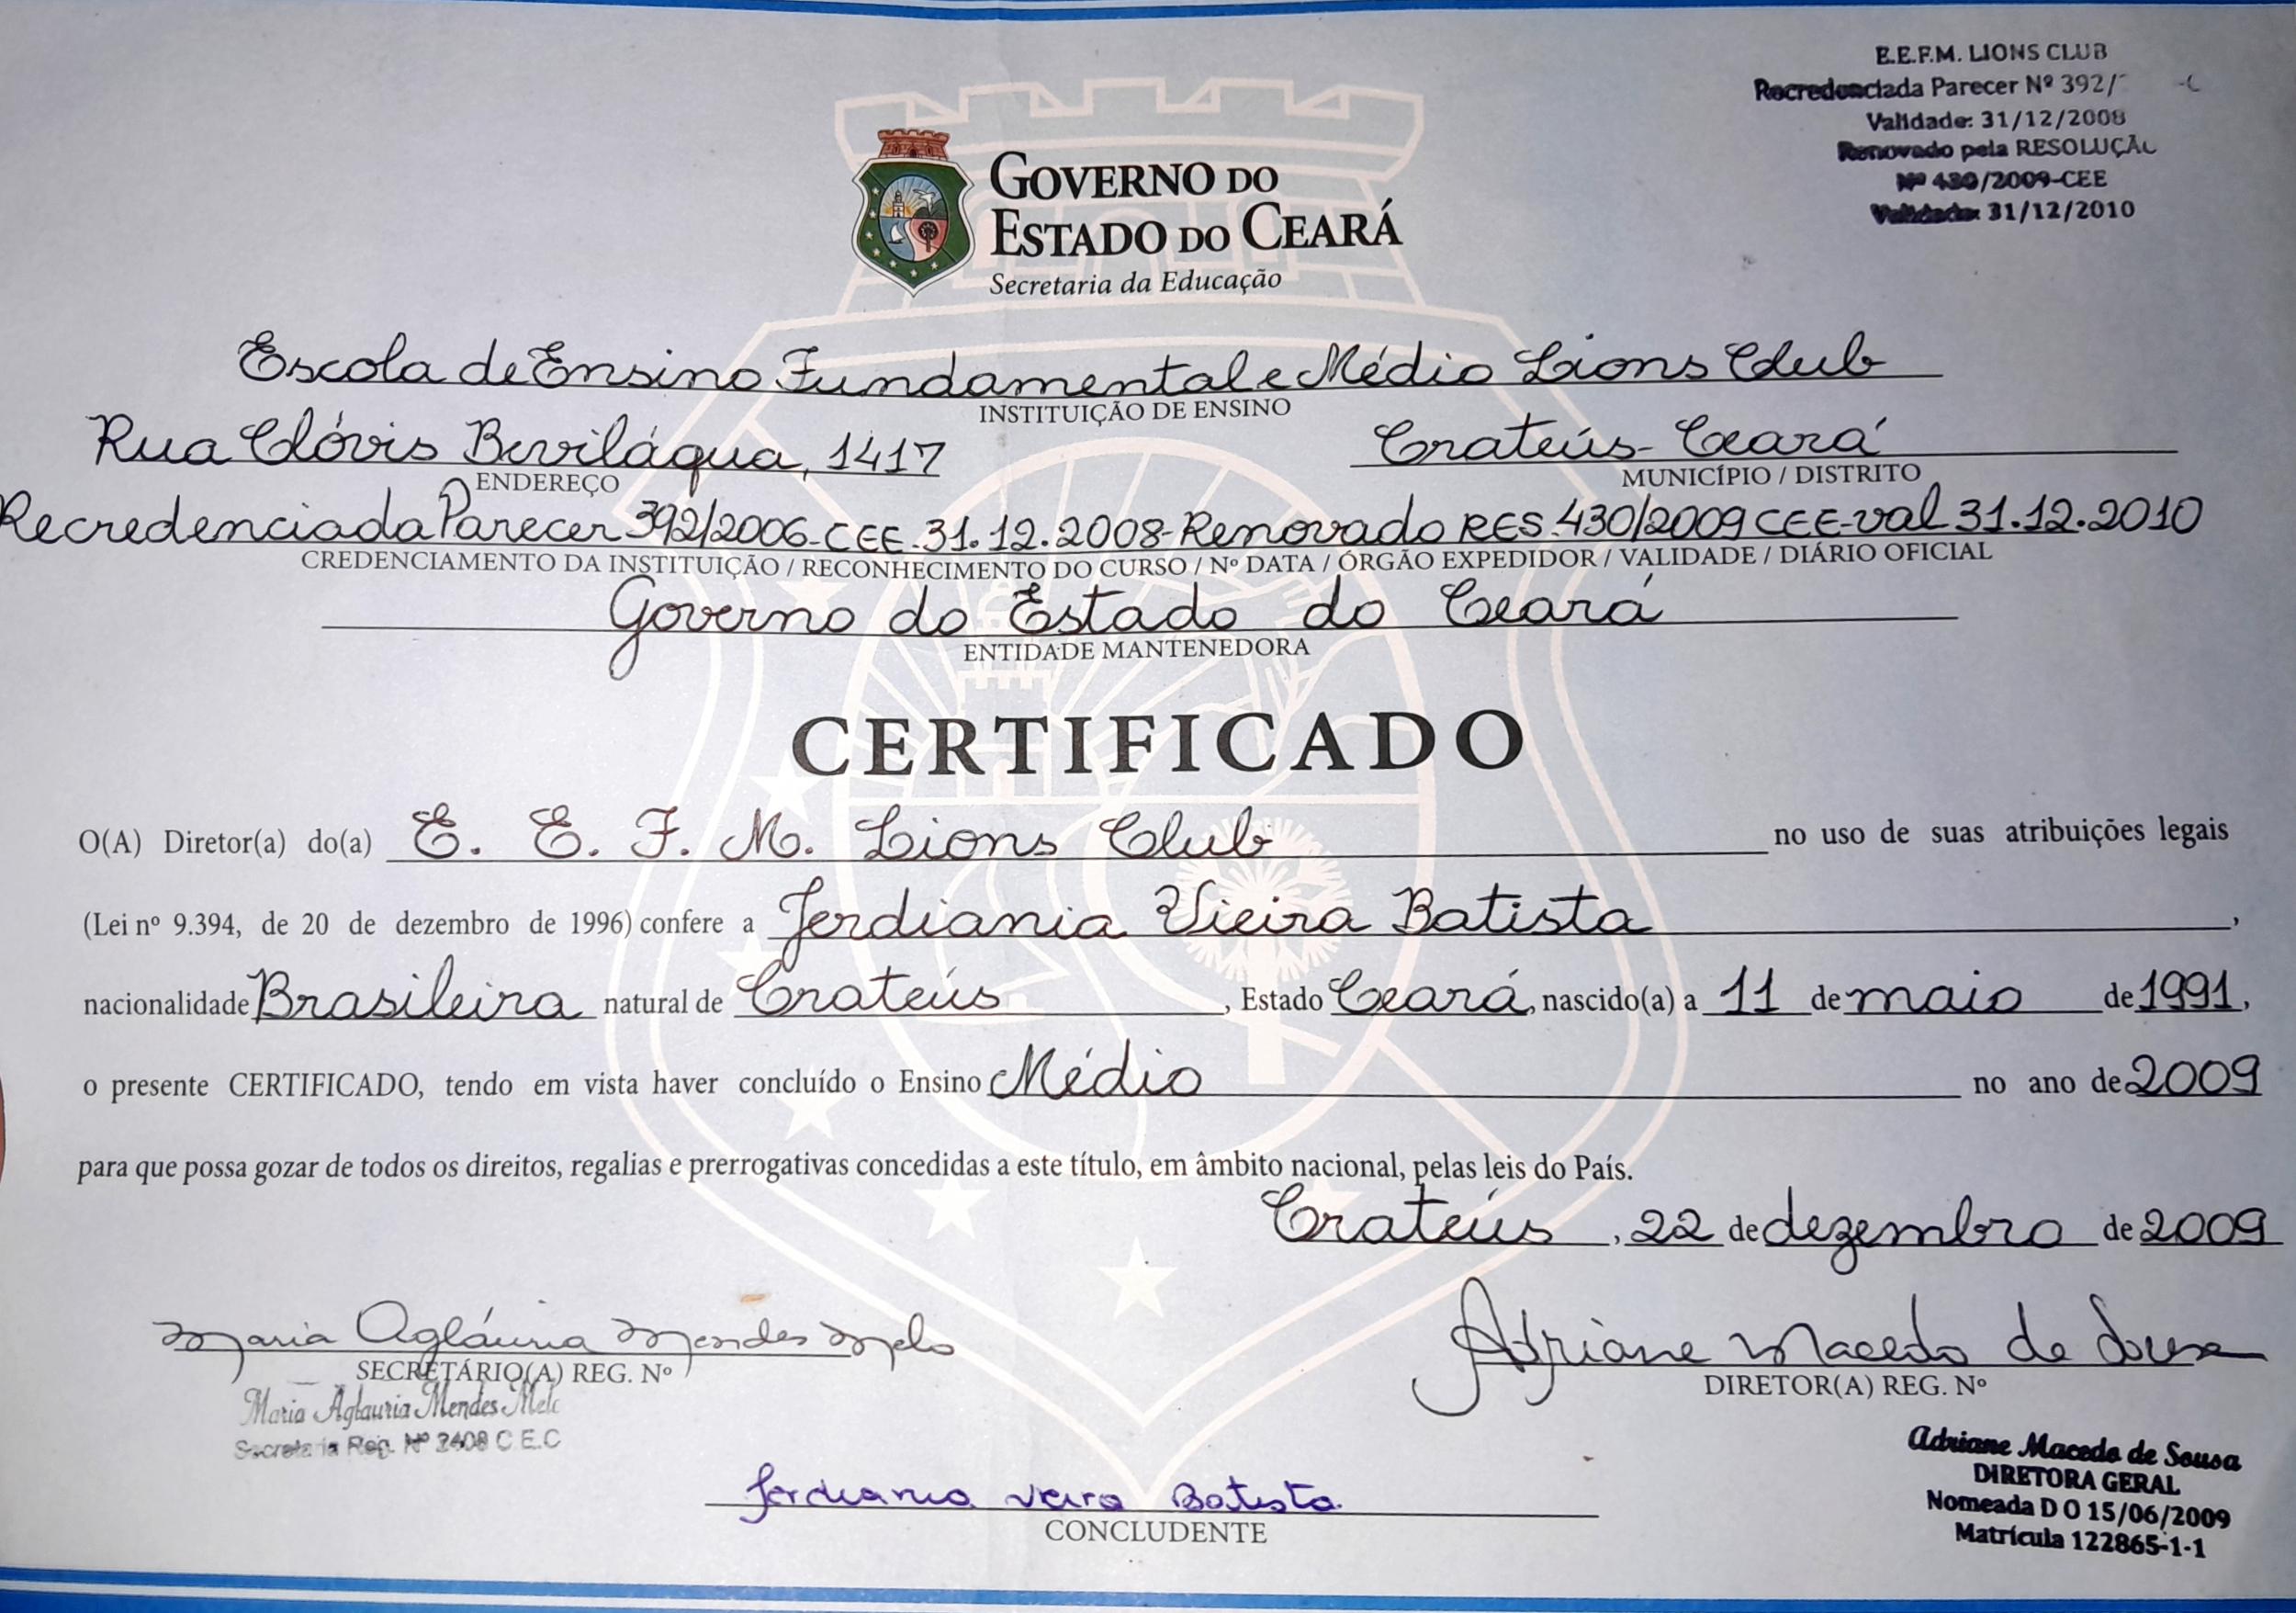 E.E.F.M. LIONS CLUB
Recredenciada Parecer Nº 392/
Validade: 31/12/2008
Renovado pela RESOLUÇÃO
Nº 430/2009-CEE
Validade: 31/12/2010
GOVERNO DO
ESTADO DO CEARÁ
Secretaria da Educação
Escola de Ensino Fundamental e Médio Lions Club
INSTITUIÇÃO DE ENSINO
Rua Clóvis Beviláqua, 1417 Crateús - Ceará
ENDEREÇO MUNICÍPIO / DISTRITO
Recredenciada Parecer 392/2006-CEE.31.12.2008-Renovado RES.430/2009 CEE-val 31.12.2010
CREDENCIAMENTO DA INSTITUIÇÃO / RECONHECIMENTO DO CURSO / Nº DATA / ÓRGÃO EXPEDIDOR / VALIDADE / DIÁRIO OFICIAL
Governo do Estado do Ceará
ENTIDADE MANTENEDORA
CERTIFICADO
O(A) Diretor(a) do(a) E. E. F. M. Lions Club no uso de suas atribuições legais
(Lei nº 9.394, de 20 de dezembro de 1996) confere a Jerdiania Vieira Batista,
nacionalidade Brasileira natural de Crateús, Estado Ceará, nascido(a) a 11 de maio de 1991,
o presente CERTIFICADO, tendo em vista haver concluído o Ensino Médio no ano de 2009
para que possa gozar de todos os direitos, regalias e prerrogativas concedidas a este título, em âmbito nacional, pelas leis do País.
Crateús, 22 de dezembro de 2009
Maria Agláuria Mendes Melo Adriane Macedo de Sousa
SECRETÁRIO(A) REG. Nº DIRETOR(A) REG. Nº
Maria Aglauria Mendes Melo
Secretaria Reg. Nº 2408 C.E.C
Jerdiania Vieira Batista
CONCLUDENTE
Adriane Macedo de Sousa
DIRETORA GERAL
Nomeada D O 15/06/2009
Matrícula 122865-1-1